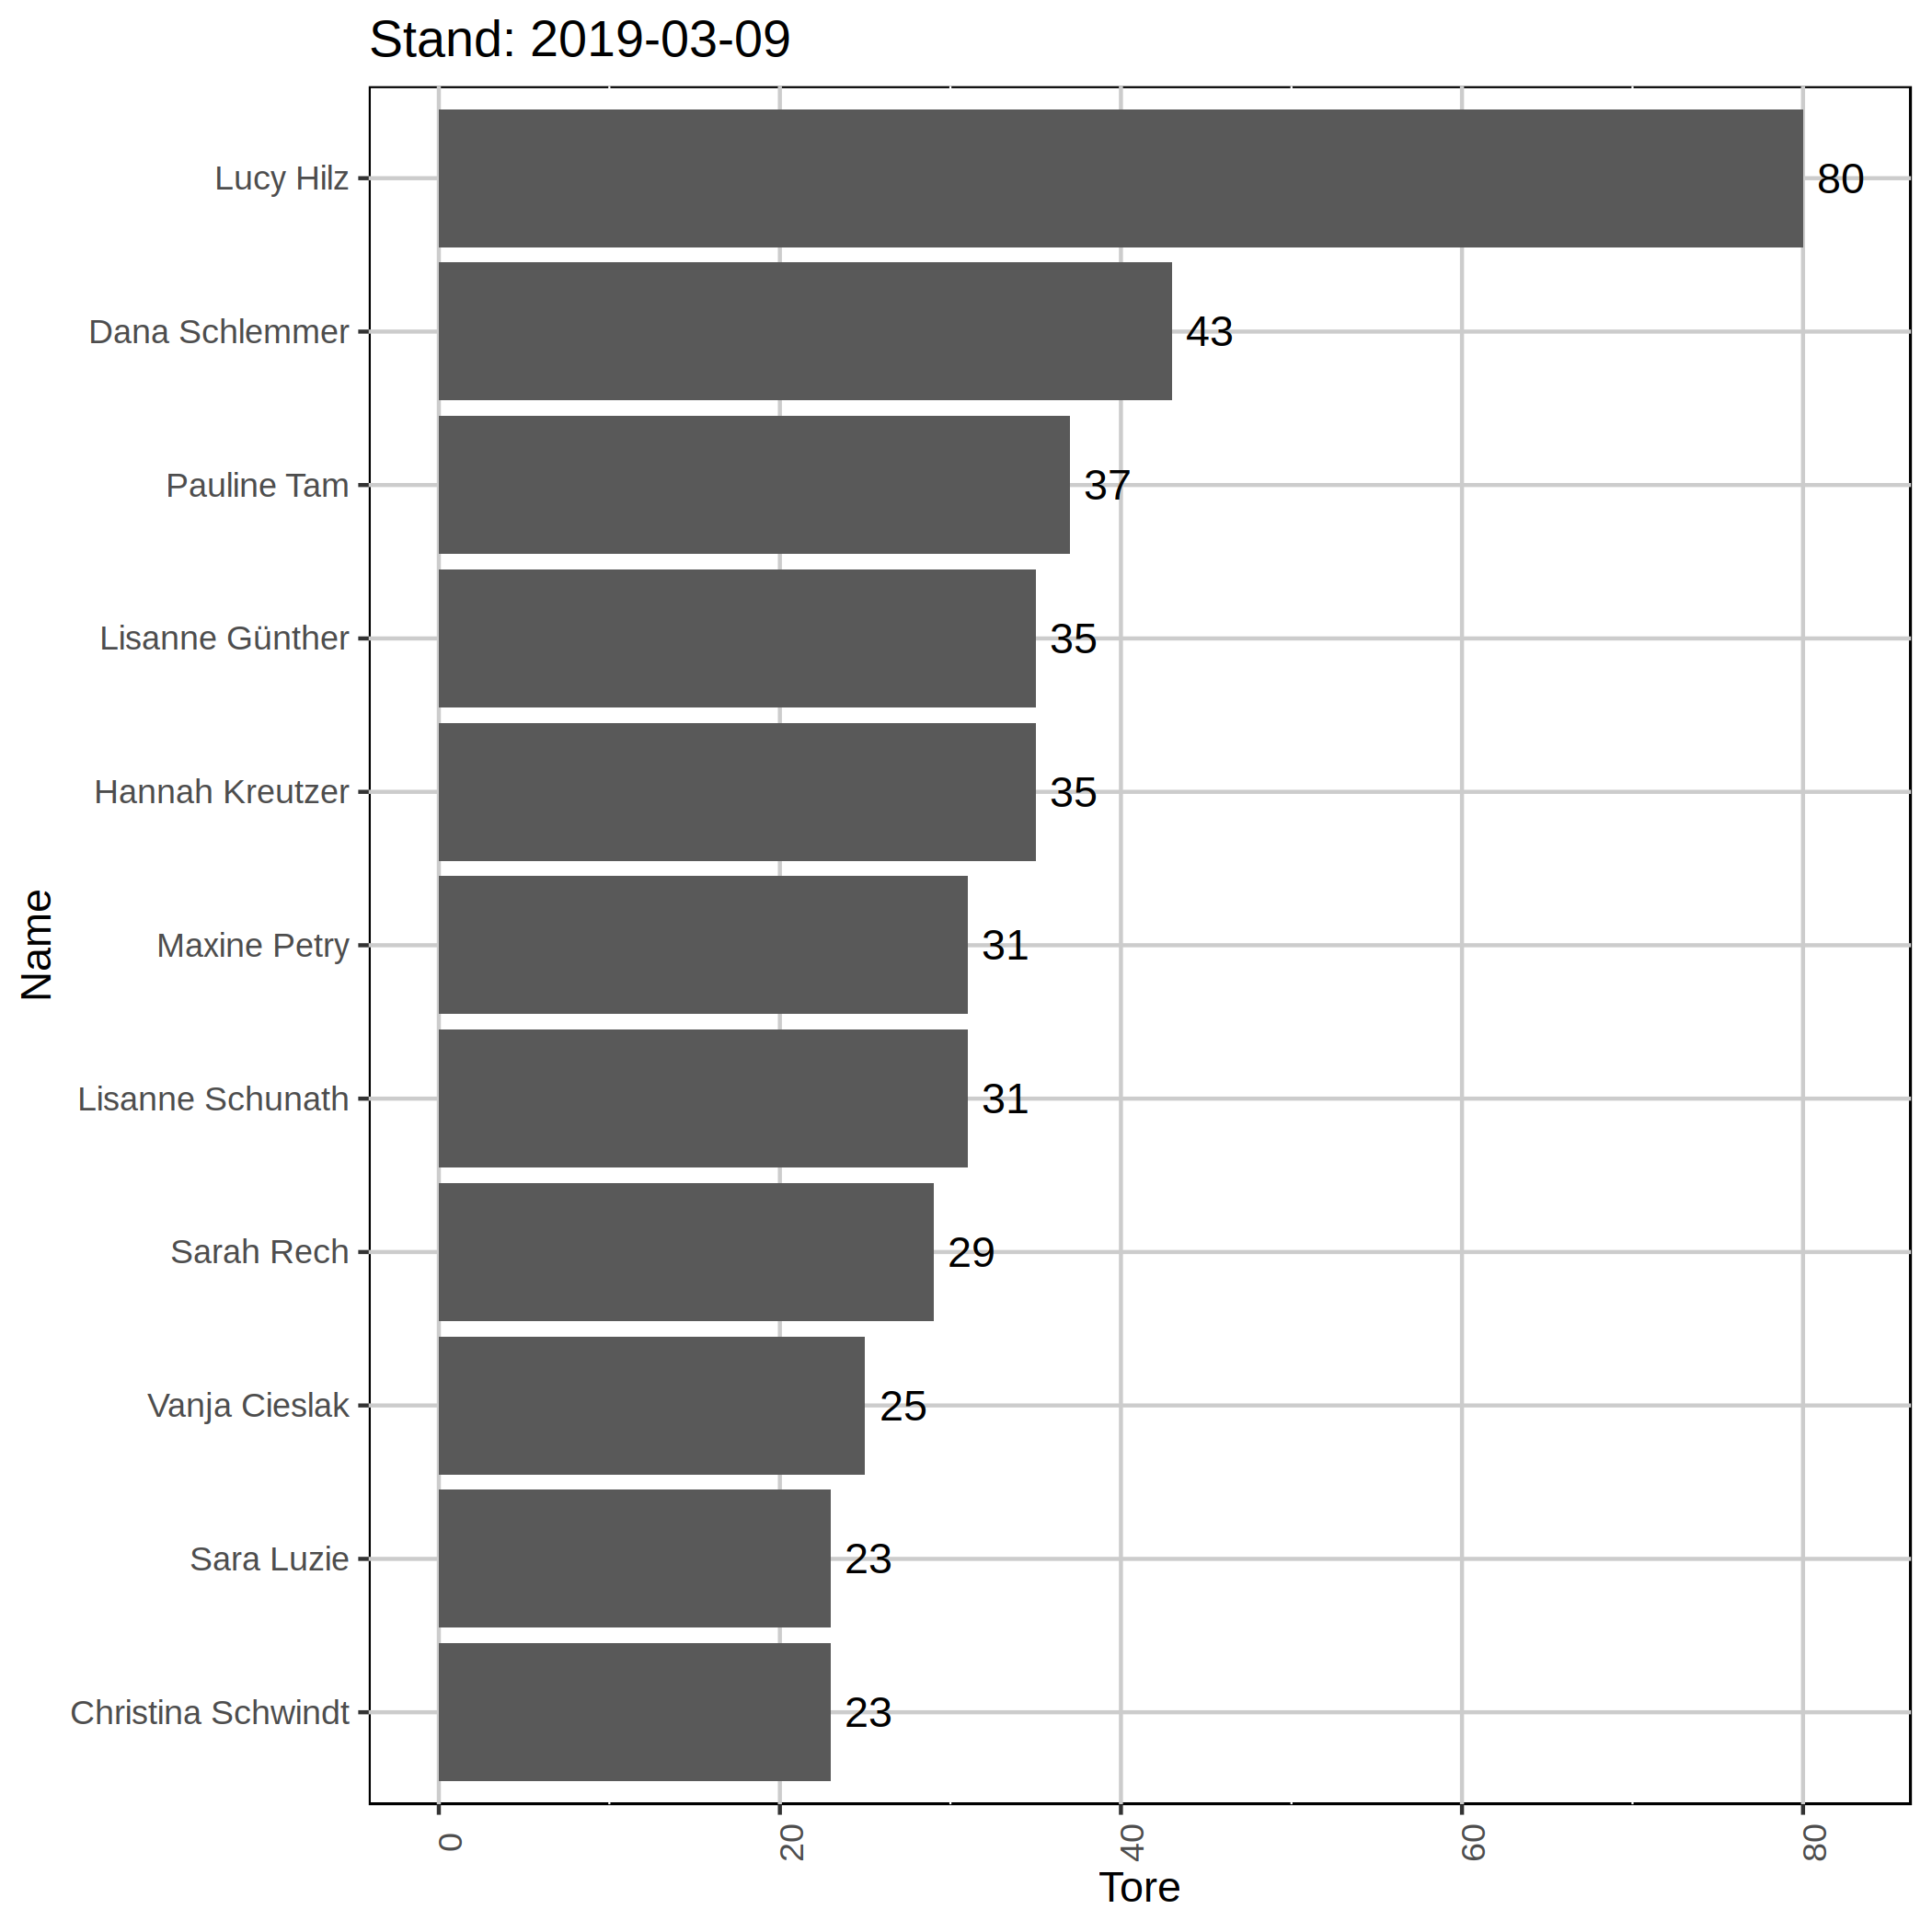 Stand: 2019-03-09
Name
Lucy Hilz 80
Dana Schlemmer 43
Pauline Tam 37
Lisanne Günther 35
Hannah Kreutzer 35
Maxine Petry 31
Lisanne Schunath 31
Sarah Rech 29
Vanja Cieslak 25
Sara Luzie 23
Christina Schwindt 23
0 20 40 60 80
Tore